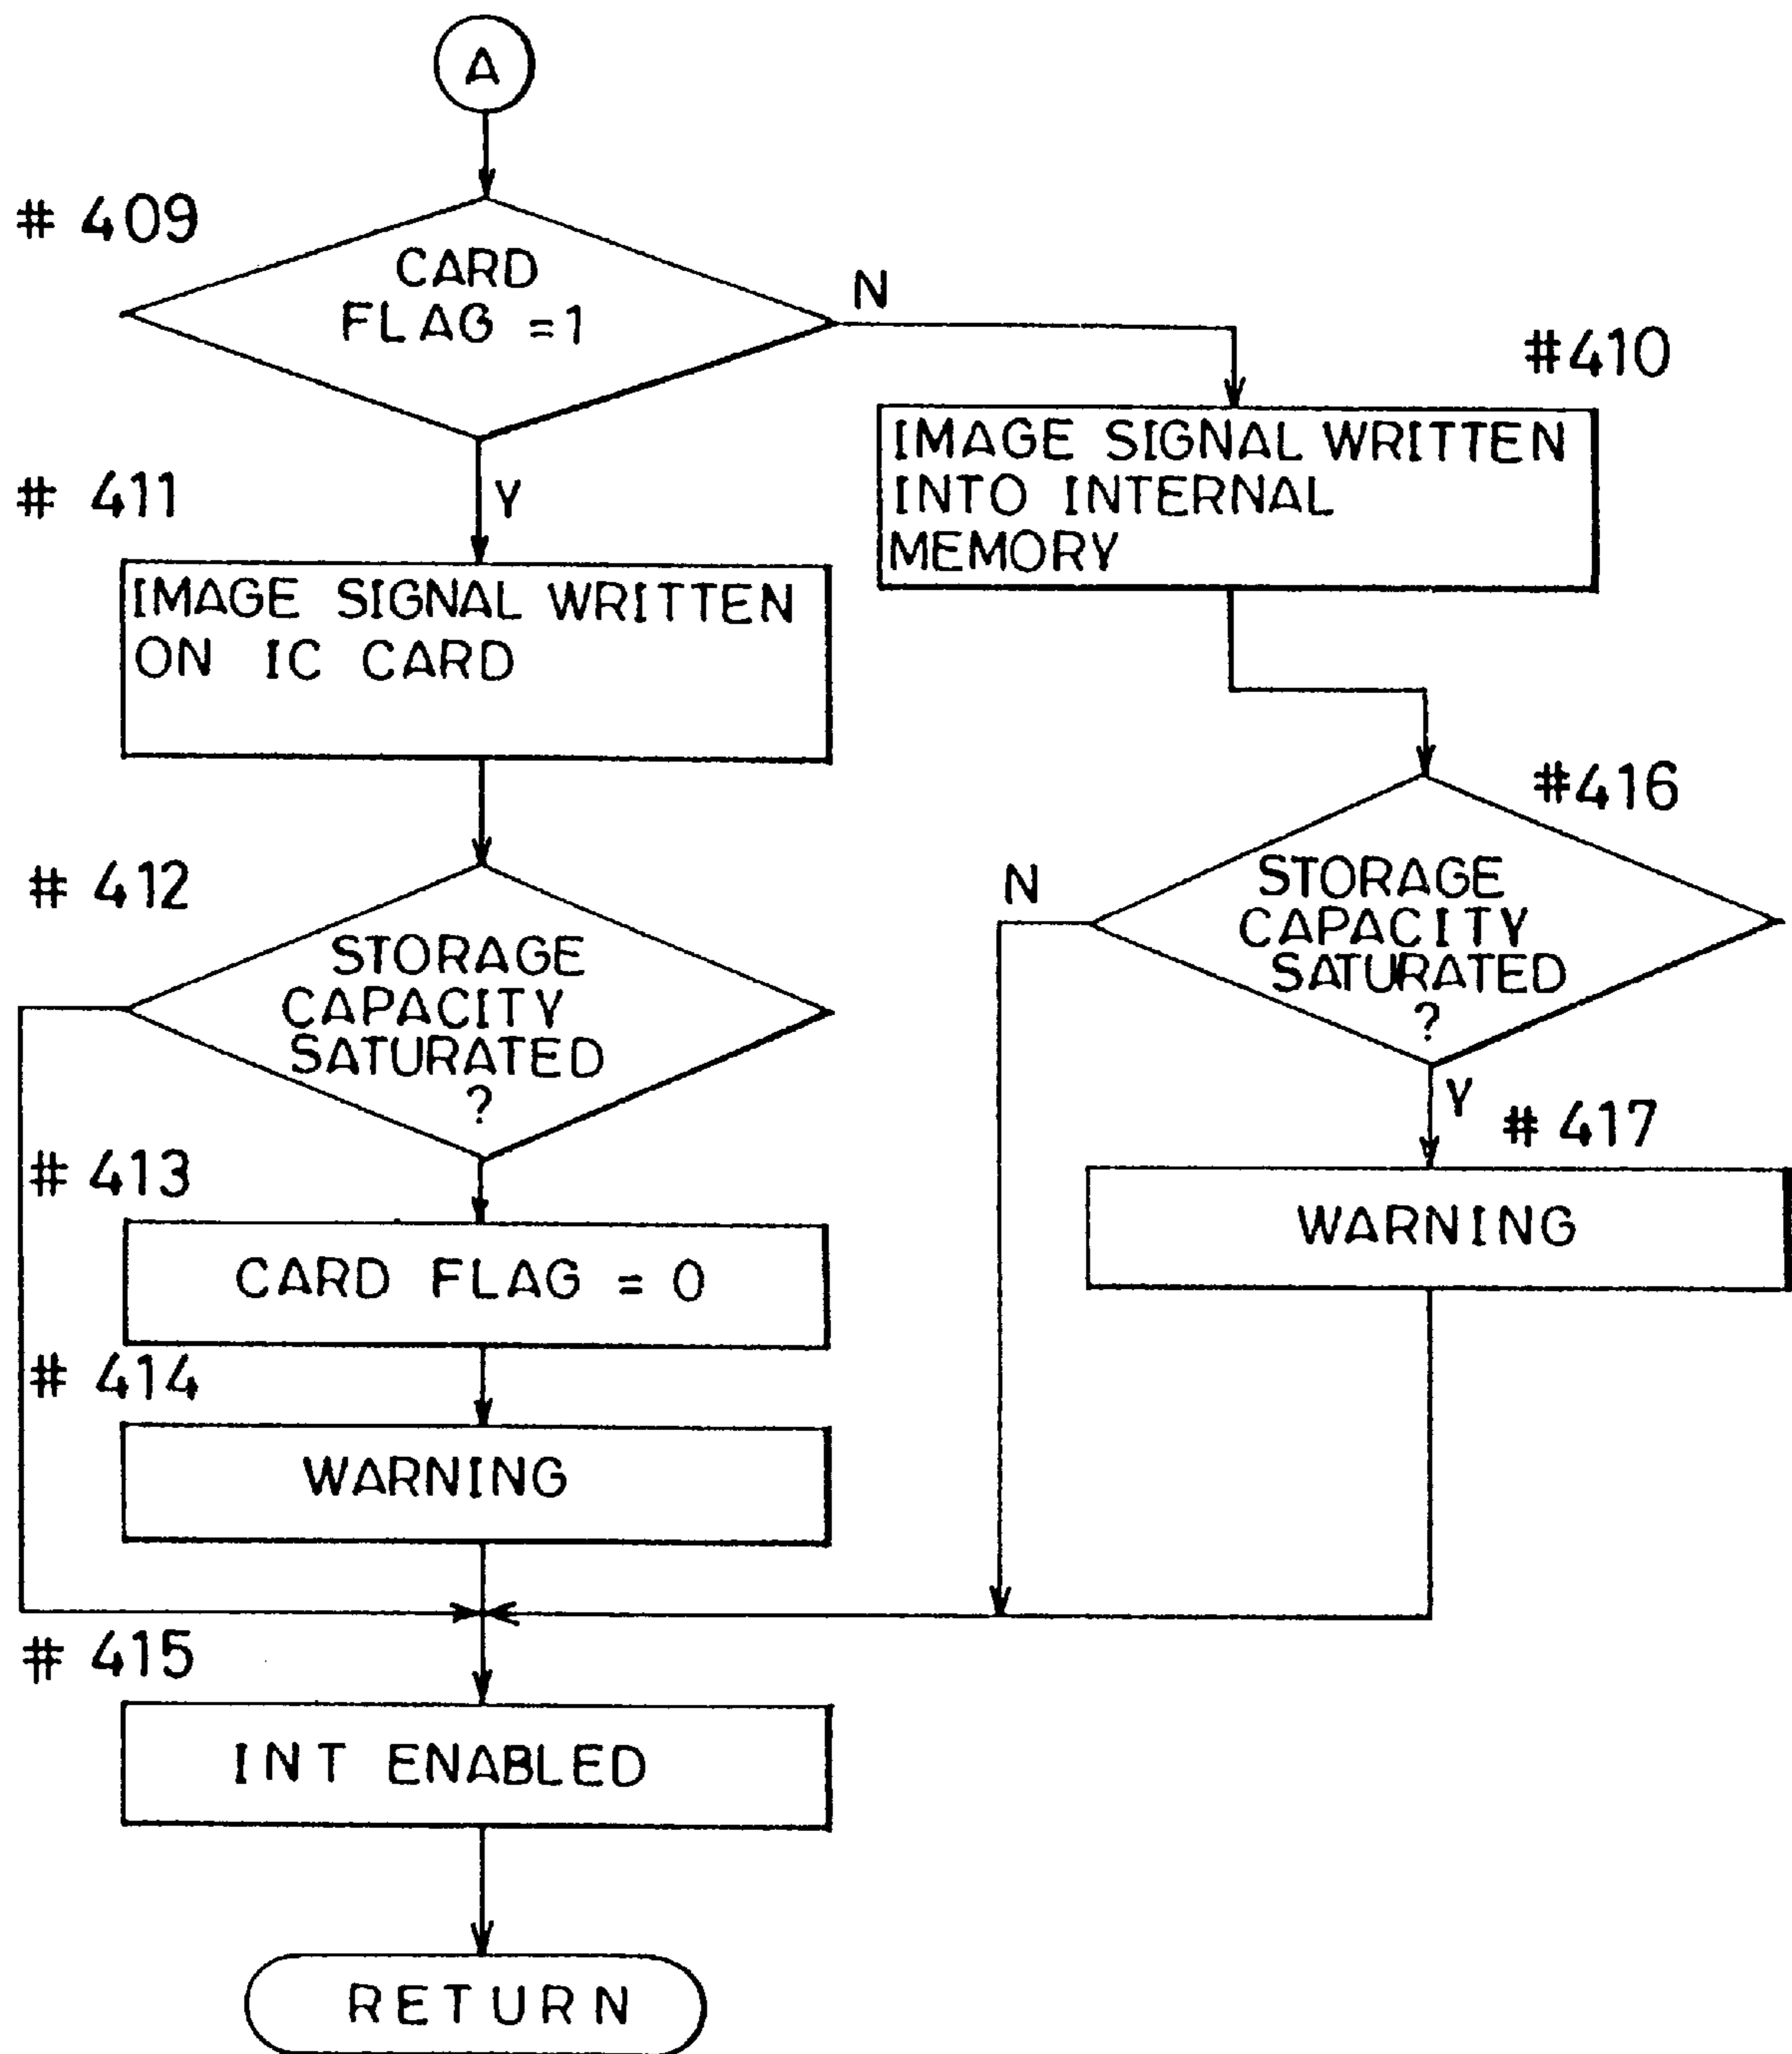 A
# 409
CARD
FLAG =1
N
#410
IMAGE SIGNAL WRITTEN
INTO INTERNAL
MEMORY
# 411
Y
IMAGE SIGNAL WRITTEN
ON IC CARD
#416
STORAGE
CAPACITY
SATURATED
?
N
Y
# 412
STORAGE
CAPACITY
SATURATED
?
# 417
WARNING
# 413
CARD FLAG = 0
# 414
WARNING
# 415
INT ENABLED
RETURN